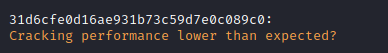 31d6cfe0d16ae931b73c59d7e0c089c0:
Cracking performance lower than expected?